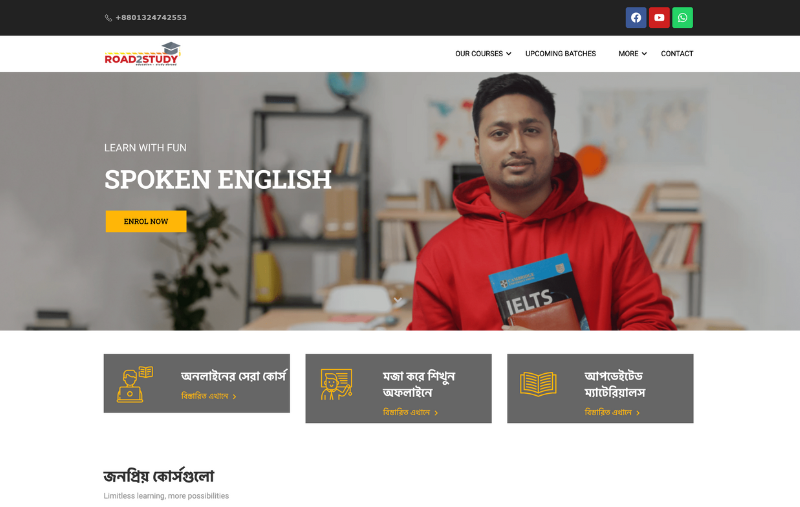 +8801324742553
ROAD2STUDY
OUR COURSES
UPCOMING BATCHES
MORE
CONTACT
LEARN WITH FUN
SPOKEN ENGLISH
ENROL NOW
IELTS
অনলাইনের সেরা কোর্স
বিস্তারিত এখানে
মজা করে শিখুন
অফলাইনে
বিস্তারিত এখানে
আপডেইটেড
ম্যাটেরিয়ালস
বিস্তারিত এখানে
জনপ্রিয় কোর্সগুলো
Limitless learning, more possibilities